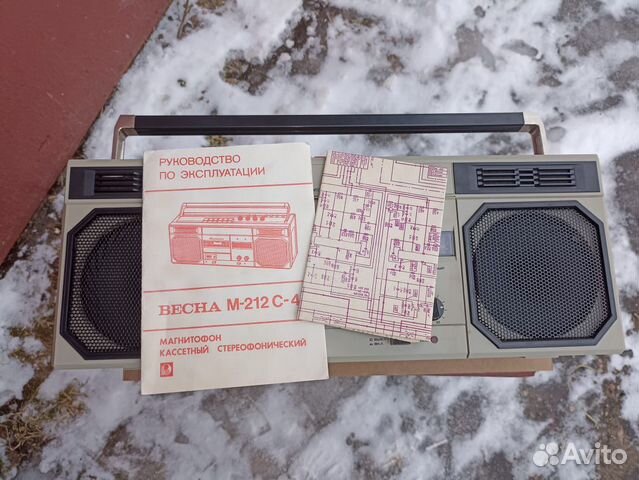 РУКОВОДСТВО
ПО ЭКСПЛУАТАЦИИ
ВЕСНА М-212 С-4
МАГНИТОФОН
КАССЕТНЫЙ СТЕРЕОФОНИЧЕСКИЙ
Avito